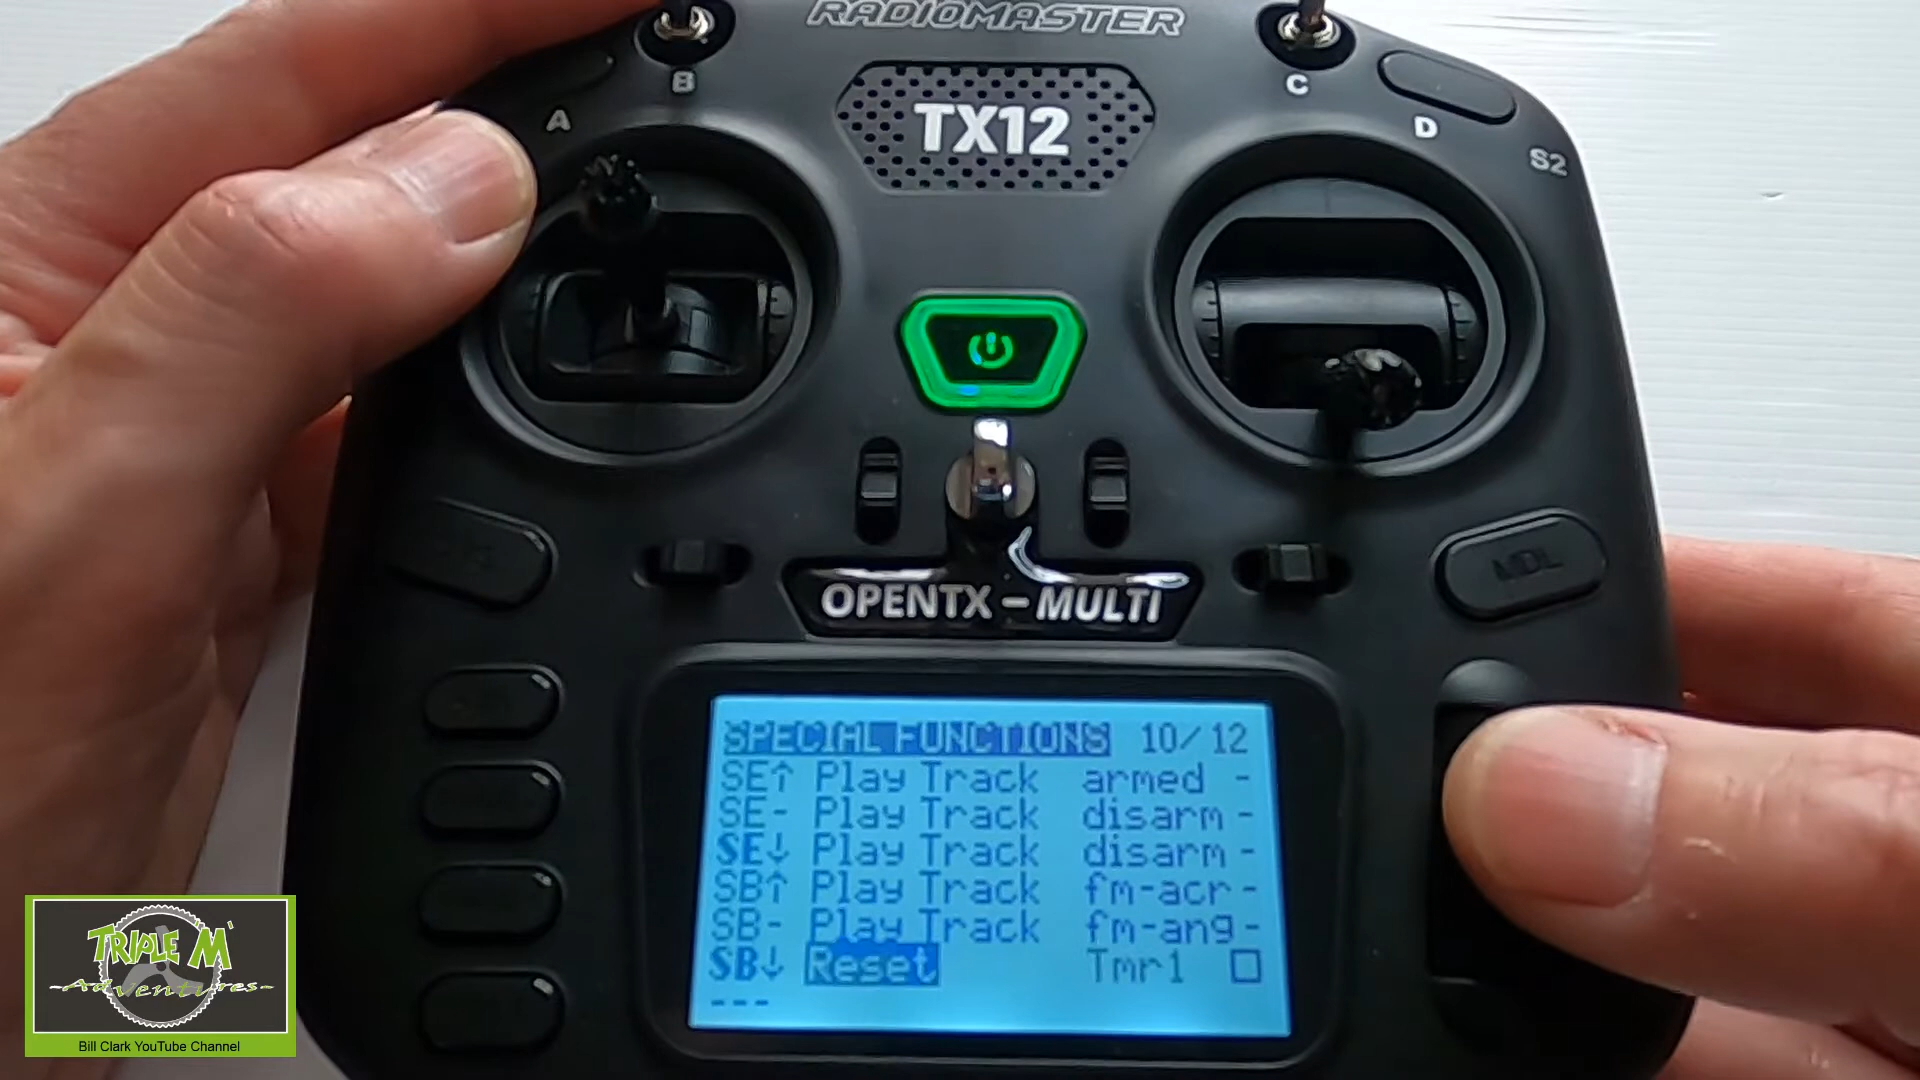 RADIOMASTER
B
C
A
TX12
D
S2
MDL
OPENTX – MULTI
SPECIAL FUNCTIONS 10/12
SE↑ Play Track armed -
SE- Play Track disarm -
SE↓ Play Track disarm -
SB↑ Play Track fm-acr -
SB- Play Track fm-ang -
SB↓ Reset Tmr1 □
---
TRIPLE M`
-Adventures-
Bill Clark YouTube Channel